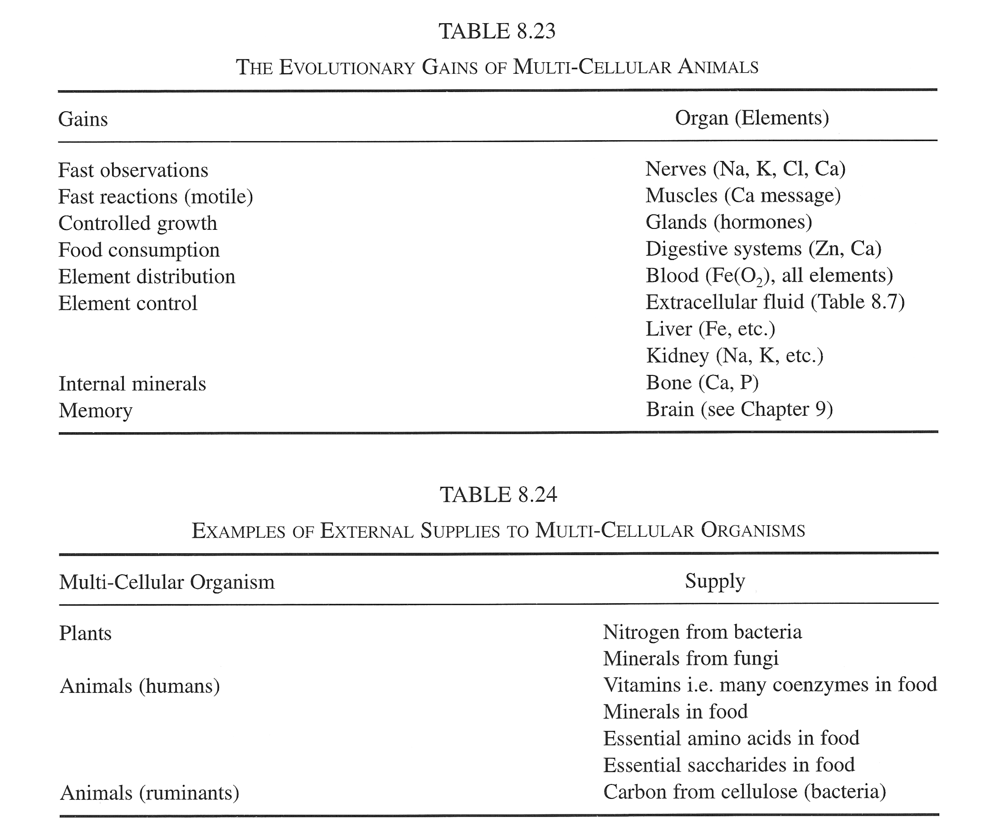 TABLE 8.23
THE EVOLUTIONARY GAINS OF MULTI-CELLULAR ANIMALS
Gains Organ (Elements)
Fast observations Nerves (Na, K, Cl, Ca)
Fast reactions (motile) Muscles (Ca message)
Controlled growth Glands (hormones)
Food consumption Digestive systems (Zn, Ca)
Element distribution Blood (Fe(O₂), all elements)
Element control Extracellular fluid (Table 8.7)
Liver (Fe, etc.)
Kidney (Na, K, etc.)
Internal minerals Bone (Ca, P)
Memory Brain (see Chapter 9)
TABLE 8.24
EXAMPLES OF EXTERNAL SUPPLIES TO MULTI-CELLULAR ORGANISMS
Multi-Cellular Organism Supply
Plants Nitrogen from bacteria
Minerals from fungi
Animals (humans) Vitamins i.e. many coenzymes in food
Minerals in food
Essential amino acids in food
Essential saccharides in food
Animals (ruminants) Carbon from cellulose (bacteria)